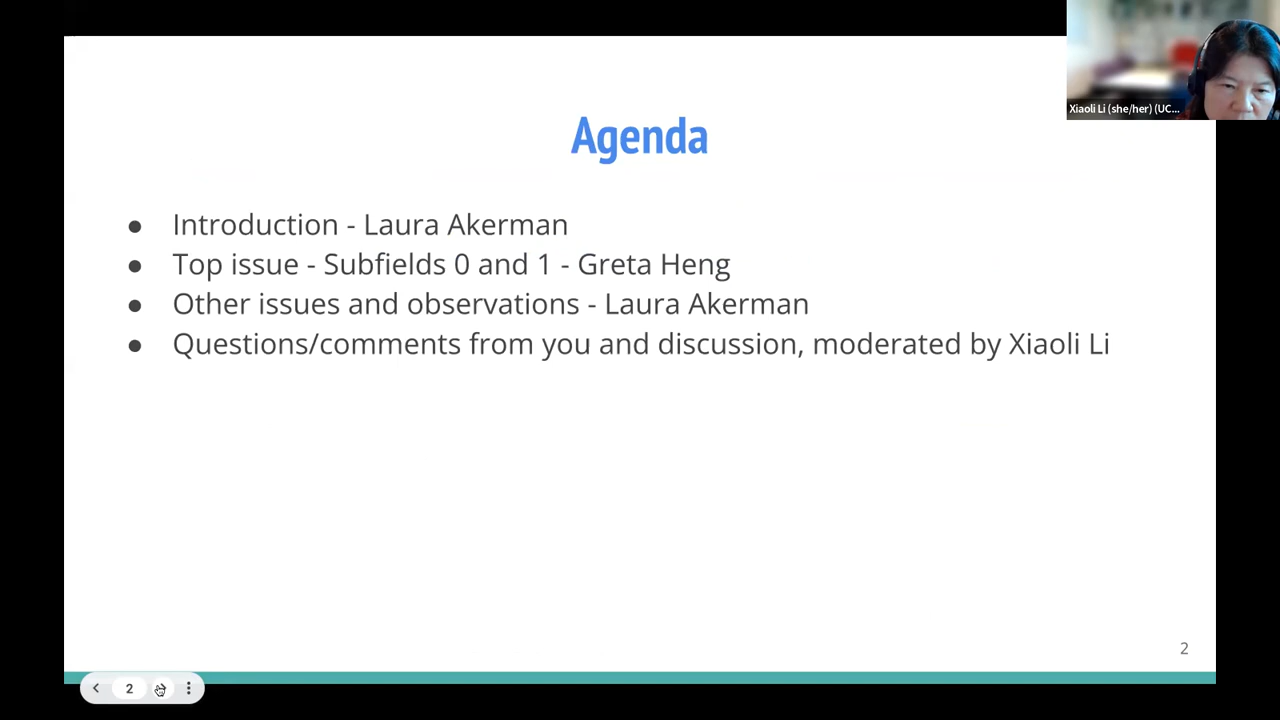 Agenda
Xiaoli Li (she/her) (UC...
● Introduction - Laura Akerman
● Top issue - Subfields 0 and 1 - Greta Heng
● Other issues and observations - Laura Akerman
● Questions/comments from you and discussion, moderated by Xiaoli Li
2
2